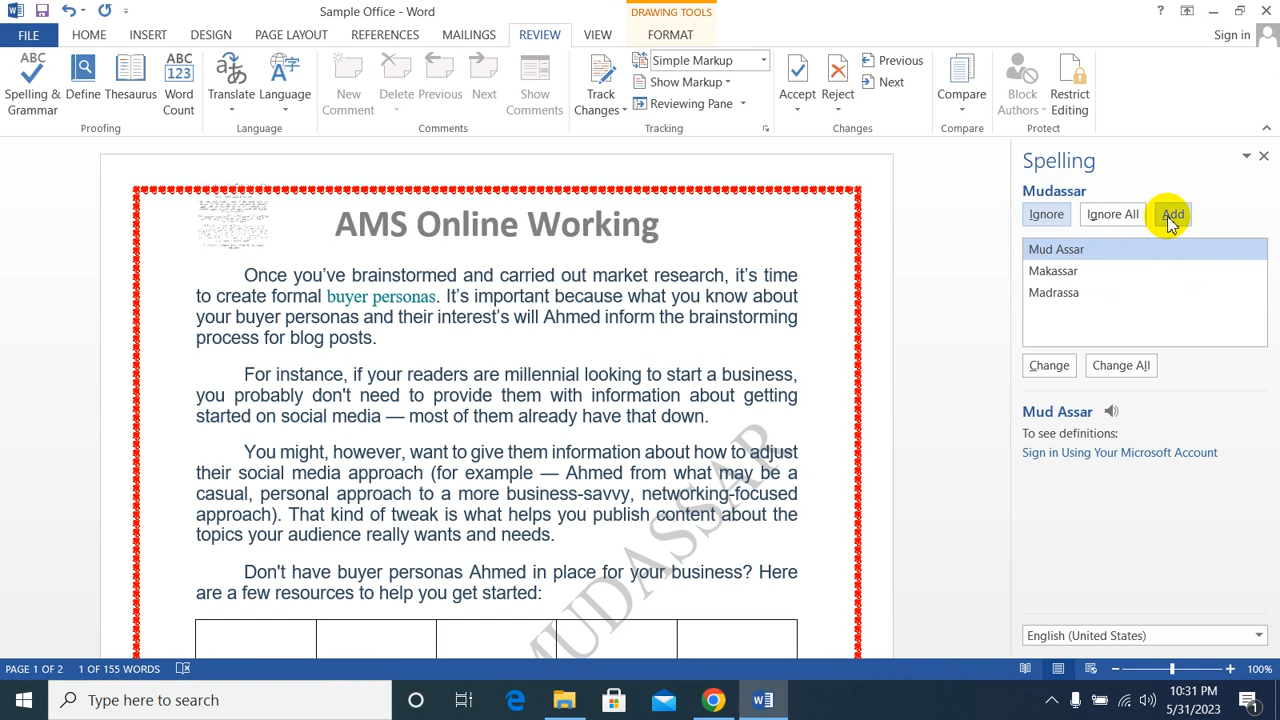 Sample Office - Word
DRAWING TOOLS
?
FILE
HOME
INSERT
DESIGN
PAGE LAYOUT
REFERENCES
MAILINGS
REVIEW
VIEW
FORMAT
Sign in
ABC
Spelling &
Grammar
Define
Thesaurus
ABC
123
Word
Count
Proofing
Translate
Language
Language
New
Comment
Delete
Previous
Next
Show
Comments
Comments
Track
Changes
Simple Markup
Show Markup
Reviewing Pane
Tracking
Accept
Reject
Previous
Next
Changes
Compare
Compare
Block
Authors
Restrict
Editing
Protect
AMS Online Working
Once you’ve brainstormed and carried out market research, it’s time
to create formal buyer personas. It’s important because what you know about
your buyer personas and their interest’s will Ahmed inform the brainstorming
process for blog posts.
For instance, if your readers are millennial looking to start a business,
you probably don't need to provide them with information about getting
started on social media — most of them already have that down.
You might, however, want to give them information about how to adjust
their social media approach (for example — Ahmed from what may be a
casual, personal approach to a more business-savvy, networking-focused
approach). That kind of tweak is what helps you publish content about the
topics your audience really wants and needs.
Don't have buyer personas Ahmed in place for your business? Here
are a few resources to help you get started:
MUDASSAR
Spelling
Mudassar
Ignore
Ignore All
Add
Mud Assar
Makassar
Madrassa
Change
Change All
Mud Assar
To see definitions:
Sign in Using Your Microsoft Account
English (United States)
PAGE 1 OF 2
1 OF 155 WORDS
100%
Type here to search
10:31 PM
5/31/2023
1